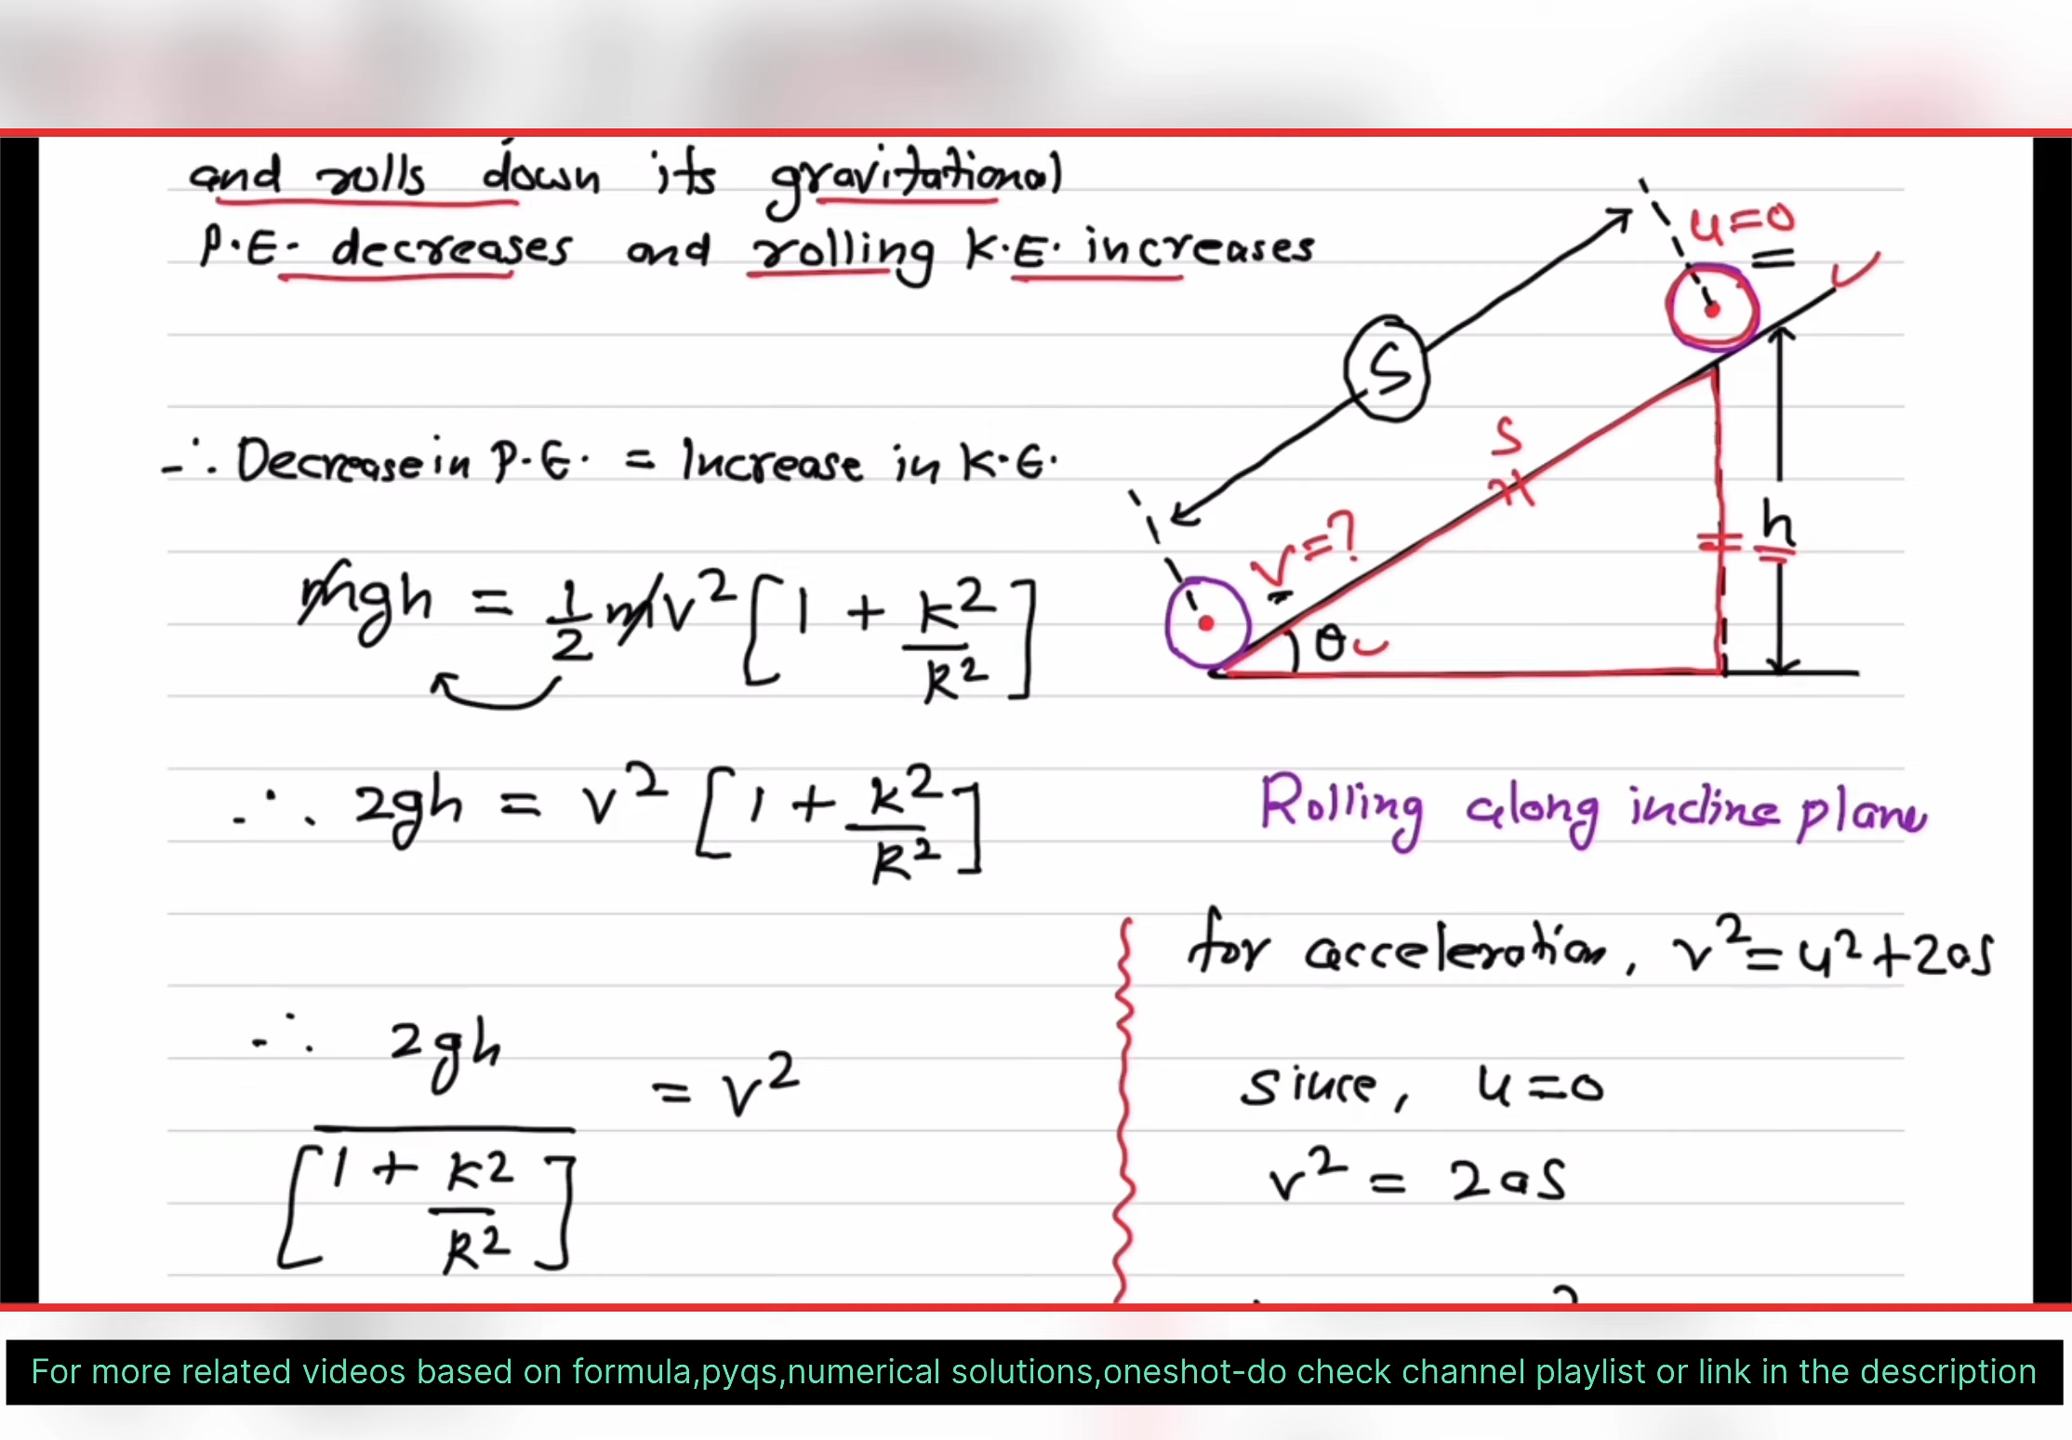 and rolls down its gravitational
P.E. decreases and rolling K.E. increases
u=0
S
S
h
v=?
θ
∴ Decrease in P.E. = Increase in K.E.
mgh = 1/2 mv² [1 + K²/R²]
∴ 2gh = v² [1 + K²/R²]
Rolling along incline plane
∴ 2gh/[1 + K²/R²] = v²
for acceleration, v² = u² + 2as
since, u = 0
v² = 2as
For more related videos based on formula,pyqs,numerical solutions,oneshot-do check channel playlist or link in the description